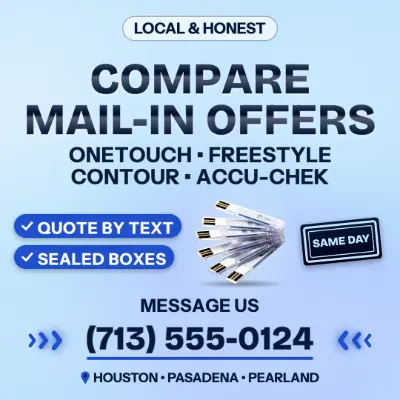 LOCAL & HONEST
COMPARE
MAIL-IN OFFERS
ONETOUCH ▪ FREESTYLE
CONTOUR ▪ ACCU-CHEK
✓ QUOTE BY TEXT
✓ SEALED BOXES
SAME DAY
MESSAGE US
(713) 555-0124
HOUSTON ▪ PASADENA ▪ PEARLAND